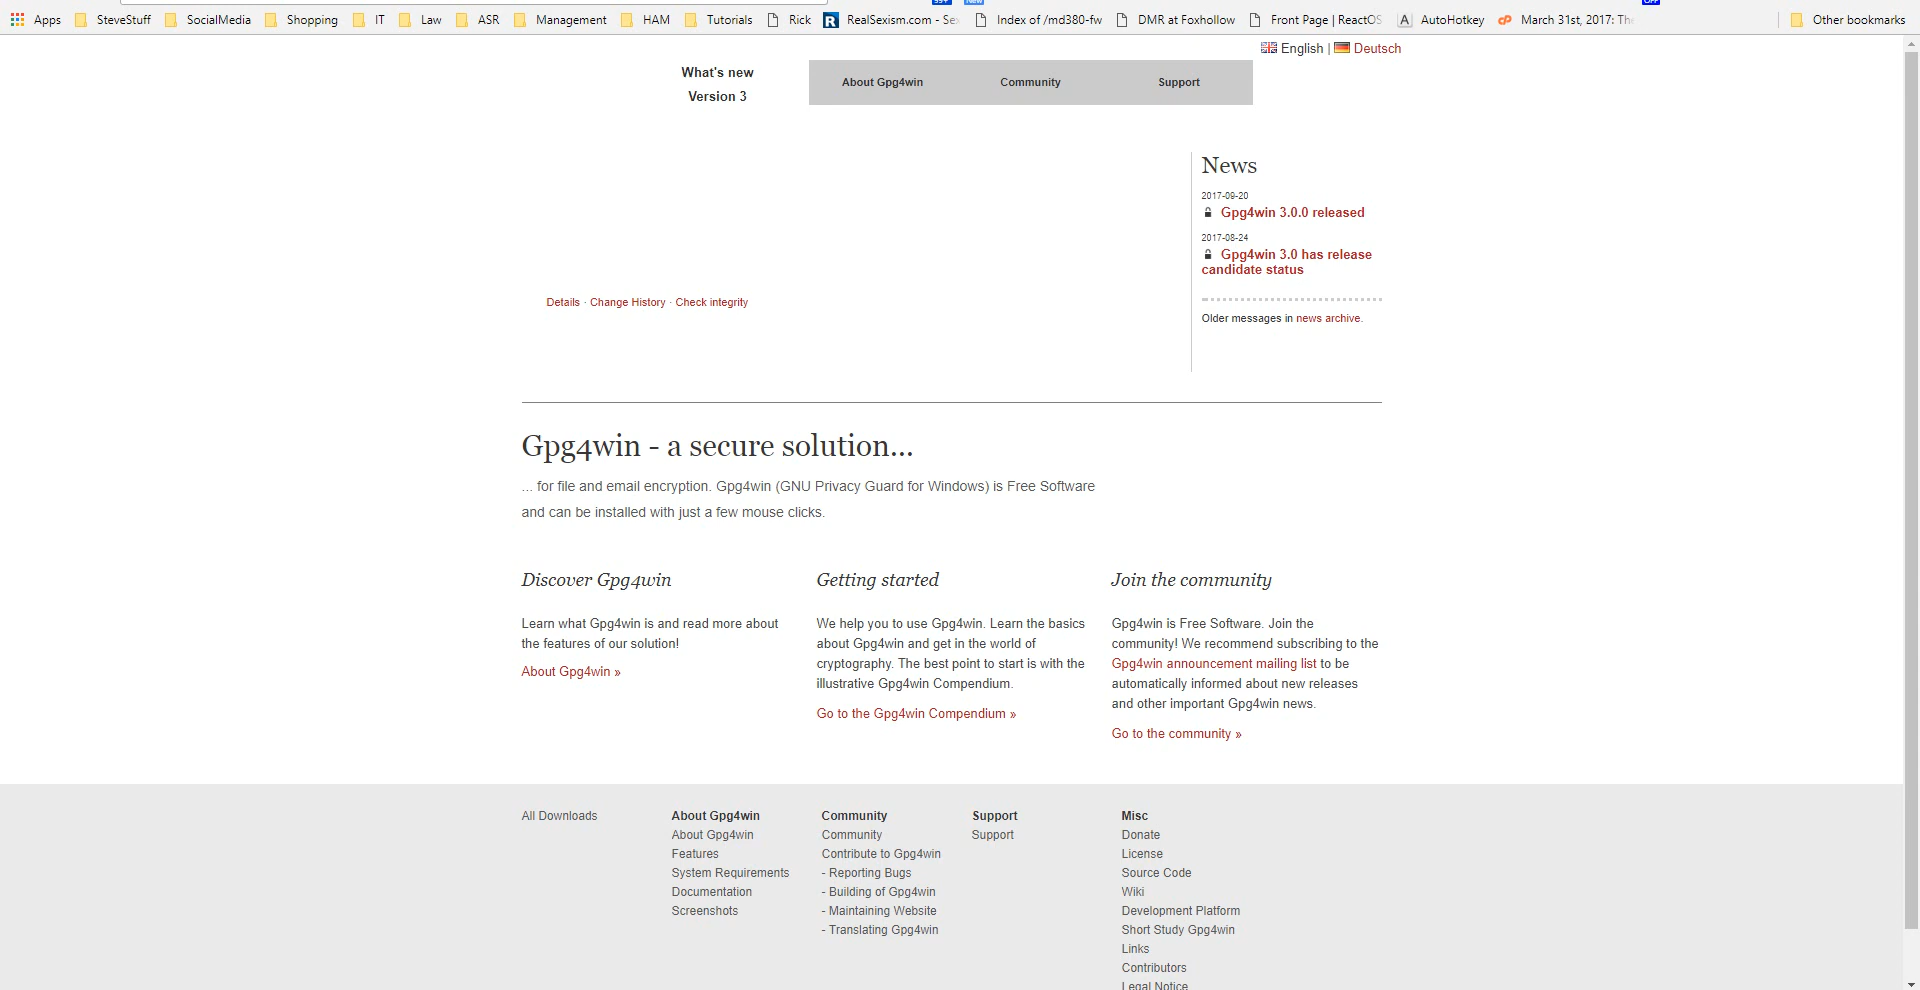 99+ New OFF
Apps SteveStuff SocialMedia Shopping IT Law ASR Management HAM Tutorials Rick RealSexism.com - Se Index of /md380-fw DMR at Foxhollow Front Page | ReactOS AutoHotkey March 31st, 2017: The Other bookmarks
English | Deutsch
What's new
Version 3
About Gpg4win Community Support
News
2017-09-20
Gpg4win 3.0.0 released
2017-08-24
Gpg4win 3.0 has release
candidate status
Details · Change History · Check integrity
Older messages in news archive.
Gpg4win - a secure solution...
... for file and email encryption. Gpg4win (GNU Privacy Guard for Windows) is Free Software
and can be installed with just a few mouse clicks.
Discover Gpg4win
Learn what Gpg4win is and read more about
the features of our solution!
About Gpg4win »
Getting started
We help you to use Gpg4win. Learn the basics
about Gpg4win and get in the world of
cryptography. The best point to start is with the
illustrative Gpg4win Compendium.
Go to the Gpg4win Compendium »
Join the community
Gpg4win is Free Software. Join the
community! We recommend subscribing to the
Gpg4win announcement mailing list to be
automatically informed about new releases
and other important Gpg4win news.
Go to the community »
All Downloads
About Gpg4win
About Gpg4win
Features
System Requirements
Documentation
Screenshots
Community
Community
Contribute to Gpg4win
- Reporting Bugs
- Building of Gpg4win
- Maintaining Website
- Translating Gpg4win
Support
Support
Misc
Donate
License
Source Code
Wiki
Development Platform
Short Study Gpg4win
Links
Contributors
Legal Notice